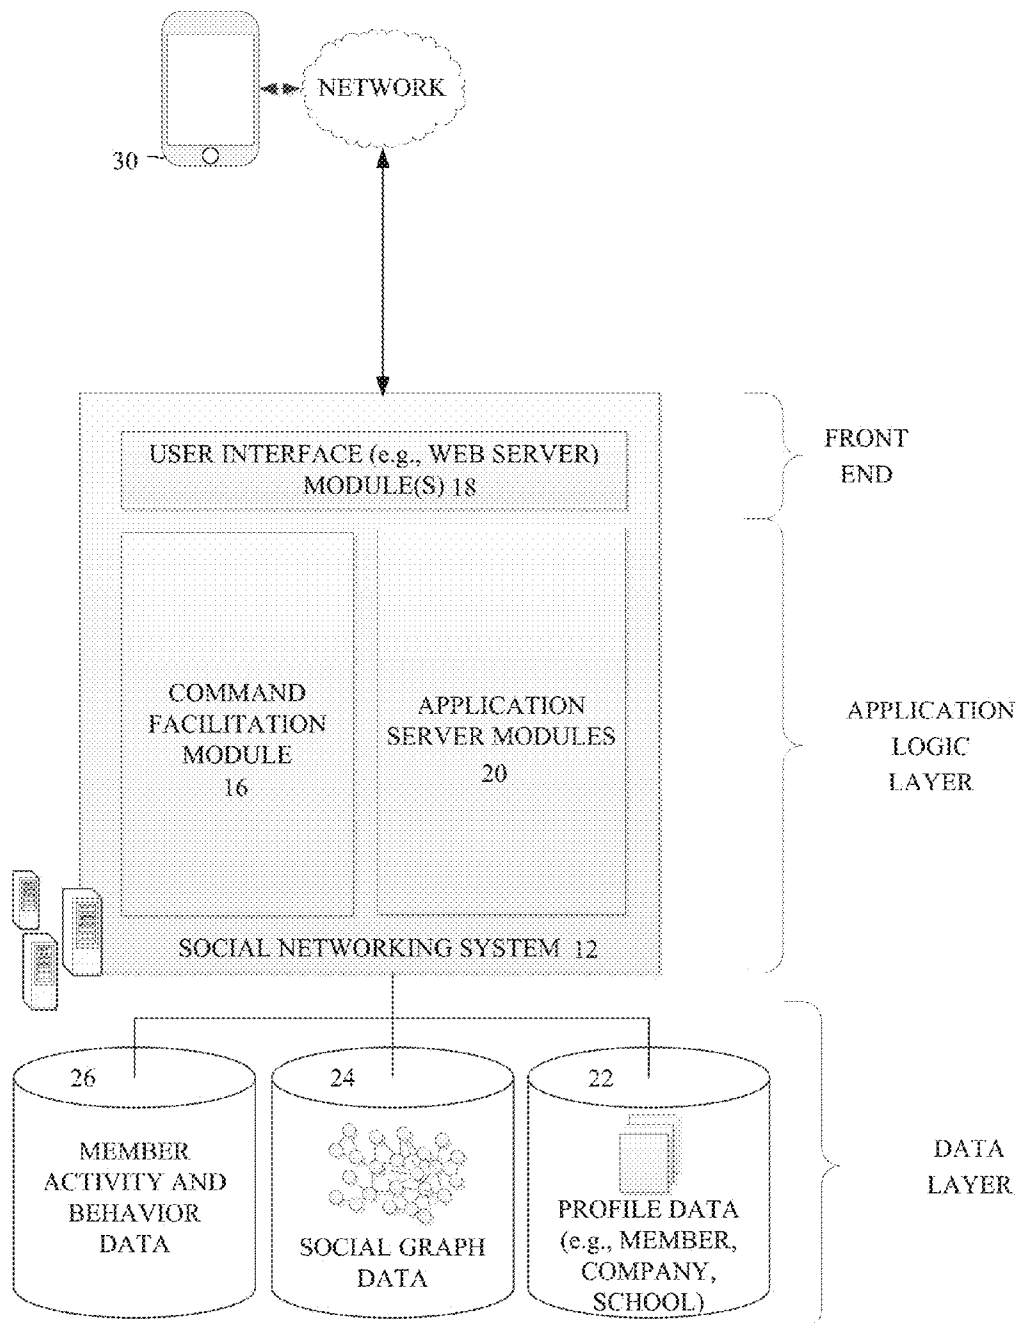 NETWORK
30
USER INTERFACE (e.g., WEB SERVER)
MODULE(S) 18
FRONT
END
COMMAND
FACILITATION
MODULE
16
APPLICATION
SERVER MODULES
20
APPLICATION
LOGIC
LAYER
SOCIAL NETWORKING SYSTEM 12
26
MEMBER
ACTIVITY AND
BEHAVIOR
DATA
24
SOCIAL GRAPH
DATA
22
PROFILE DATA
(e.g., MEMBER,
COMPANY,
SCHOOL)
DATA
LAYER